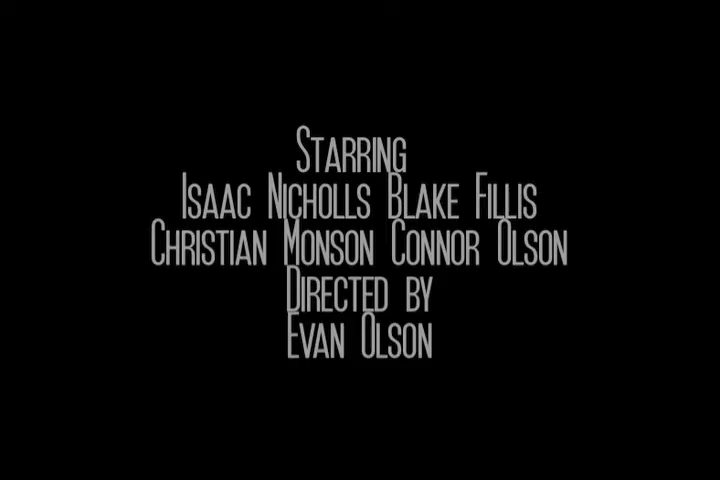 Starring
Isaac Nicholls Blake Fillis
Christian Monson Connor Olson
Directed by
Evan Olson